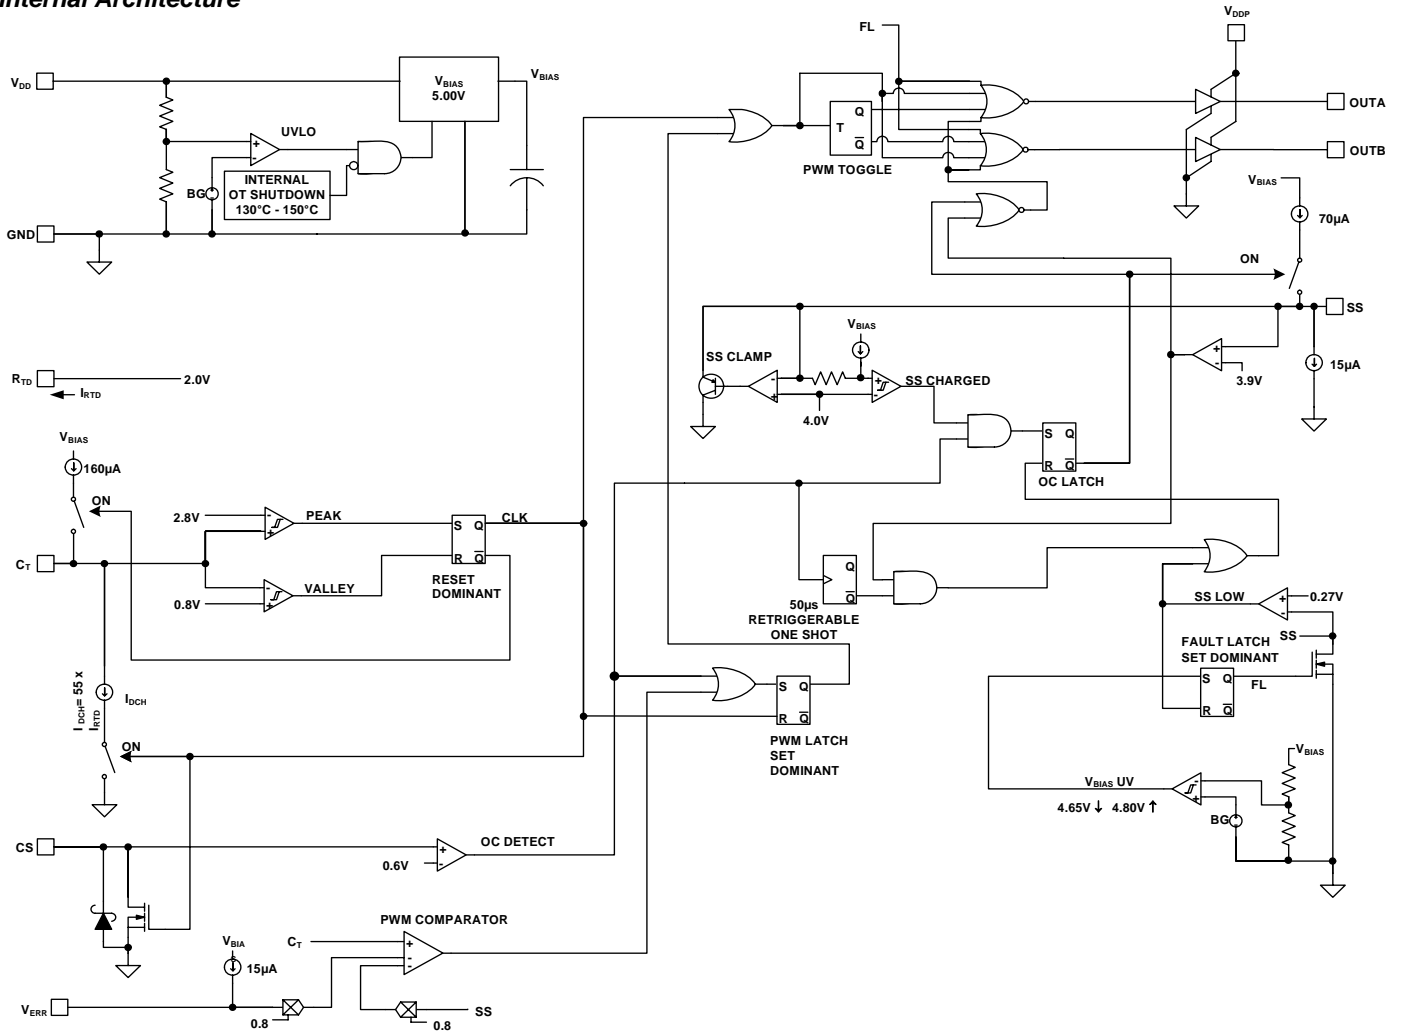 Internal Architecture
VDD
VBIAS
5.00V
VBIAS
UVLO
INTERNAL
OT SHUTDOWN
130°C - 150°C
BG
GND
FL
VDDP
T
Q
Q̅
PWM TOGGLE
OUTA
OUTB
VBIAS
70µA
ON
SS
15µA
3.9V
VBIAS
SS CLAMP
SS CHARGED
4.0V
S Q
R Q̅
OC LATCH
RTD
2.0V
IRTD
VBIAS
160µA
ON
2.8V
PEAK
CT
0.8V
VALLEY
S Q
R Q̅
CLK
RESET
DOMINANT
Q
Q̅
50µs
RETRIGGERABLE
ONE SHOT
SS LOW
0.27V
SS
FAULT LATCH
SET DOMINANT
S Q
R Q̅
FL
I DCH= 55 x
IRTD
IDCH
ON
S Q
R Q̅
PWM LATCH
SET
DOMINANT
VBIAS
VBIAS UV
4.65V ↓ 4.80V ↑
BG
CS
OC DETECT
0.6V
PWM COMPARATOR
CT
VBIA
S
15µA
VERR
0.8
SS
0.8